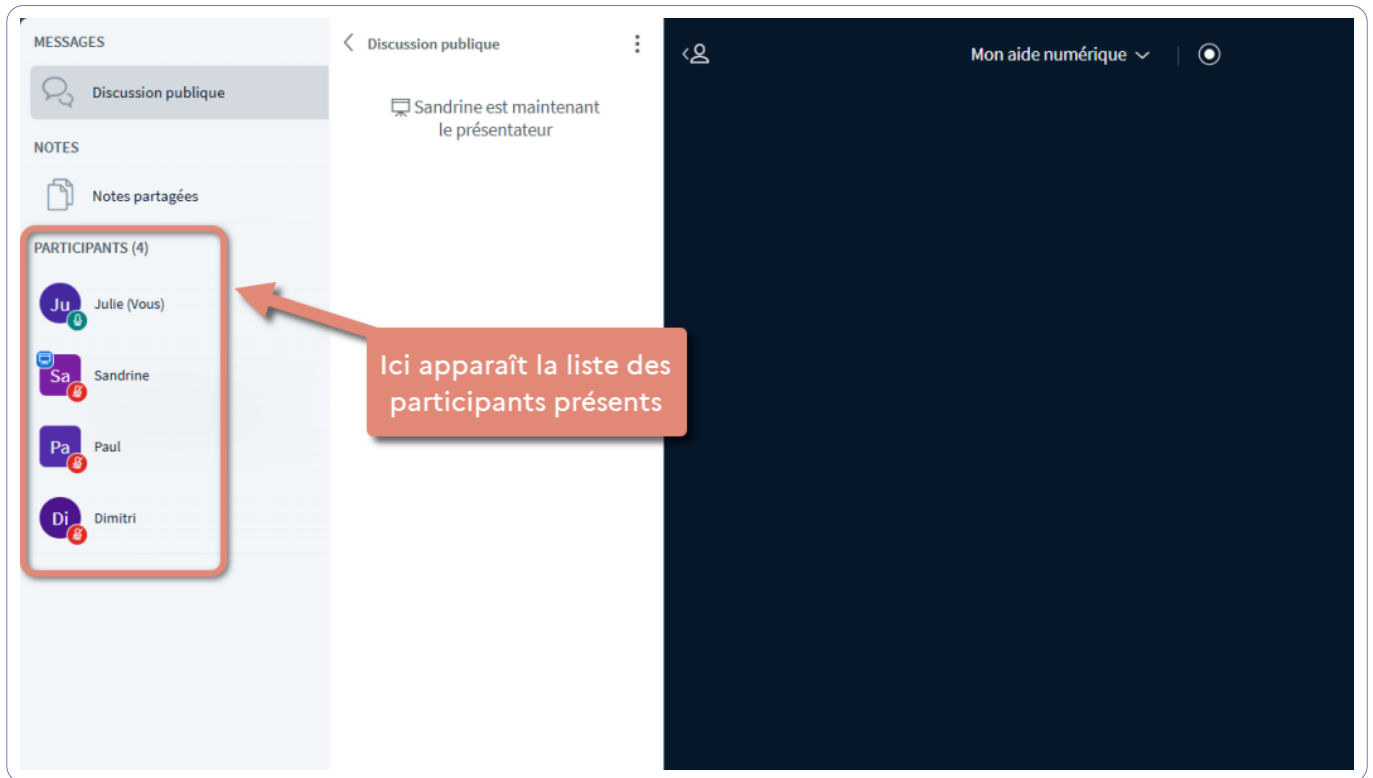 MESSAGES
Discussion publique
NOTES
Notes partagées
PARTICIPANTS (4)
Ju
Julie (Vous)
Sa
Sandrine
Pa
Paul
Di
Dimitri
Discussion publique
Sandrine est maintenant
le présentateur
Ici apparaît la liste des
participants présents
Mon aide numérique